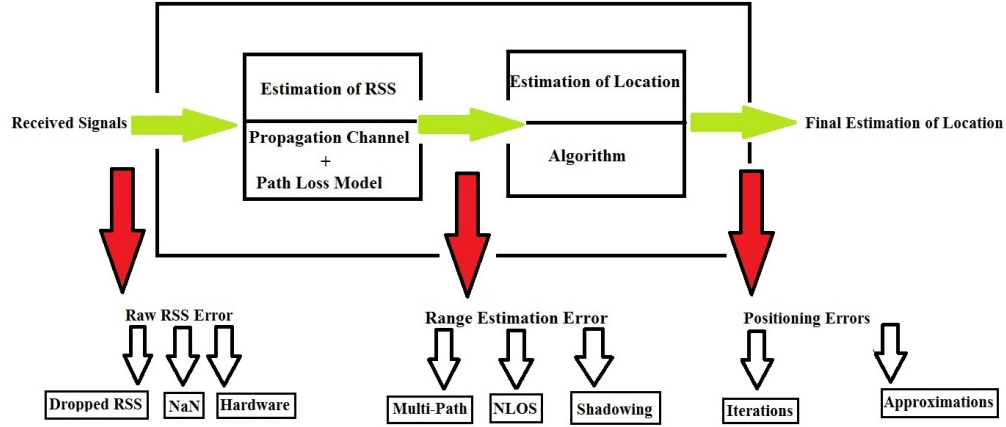 Estimation of RSS
Estimation of Location
Received Signals
Propagation Channel
+
Path Loss Model
Algorithm
Final Estimation of Location
Raw RSS Error
Range Estimation Error
Positioning Errors
Dropped RSS
NaN
Hardware
Multi-Path
NLOS
Shadowing
Iterations
Approximations